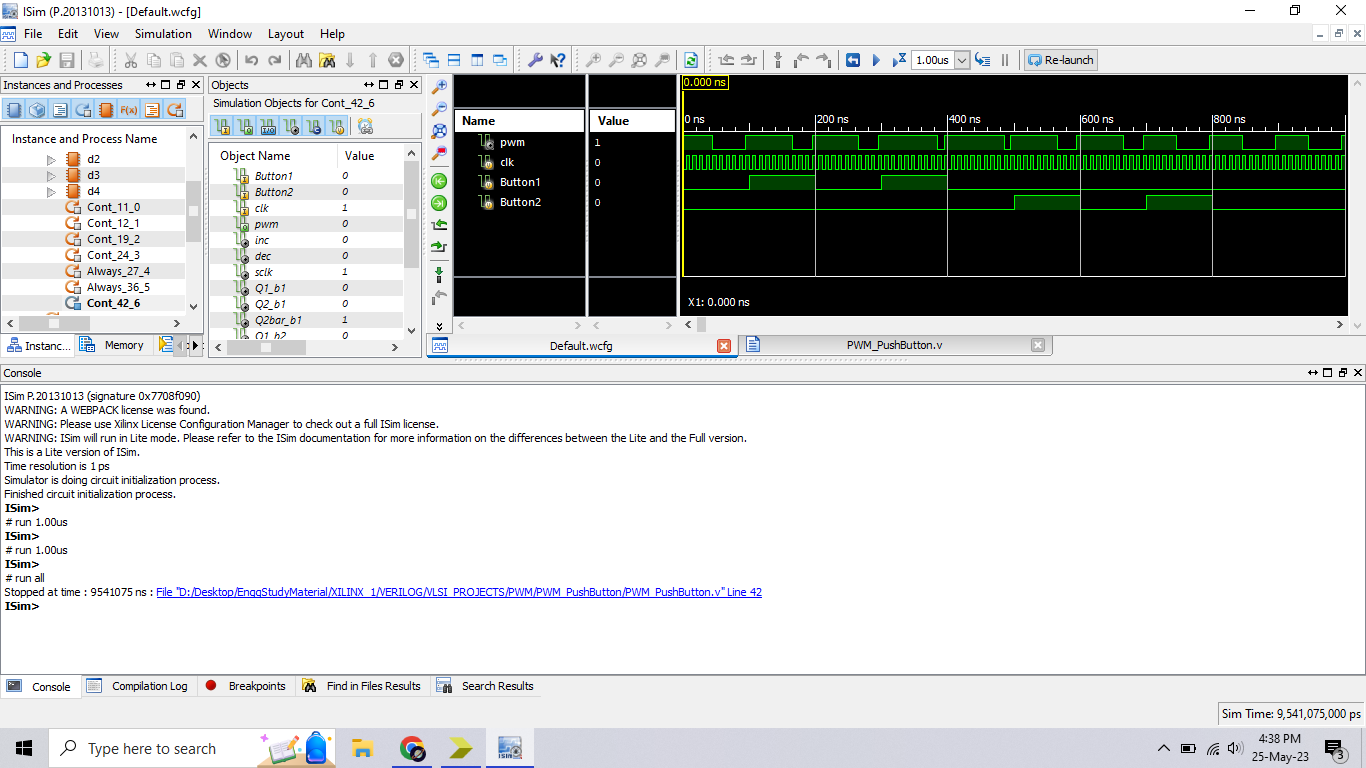 ISim (P.20131013) - [Default.wcfg]
File Edit View Simulation Window Layout Help
1.00us
Re-launch
Instances and Processes
Instance and Process Name
d2
d3
d4
Cont_11_0
Cont_12_1
Cont_19_2
Cont_24_3
Always_27_4
Always_36_5
Cont_42_6
Instanc...
Memory
Objects
Simulation Objects for Cont_42_6
Object Name Value
Button1 0
Button2 0
clk 1
pwm 0
inc 0
dec 0
sclk 1
Q1_b1 0
Q2_b1 0
Q2bar_b1 1
Q1_b2 0
Name Value
pwm 1
clk 0
Button1 0
Button2 0
0.000 ns
0 ns 200 ns 400 ns 600 ns 800 ns
X1: 0.000 ns
Default.wcfg
PWM_PushButton.v
Console
ISim P.20131013 (signature 0x7708f090)
WARNING: A WEBPACK license was found.
WARNING: Please use Xilinx License Configuration Manager to check out a full ISim license.
WARNING: ISim will run in Lite mode. Please refer to the ISim documentation for more information on the differences between the Lite and the Full version.
This is a Lite version of ISim.
Time resolution is 1 ps
Simulator is doing circuit initialization process.
Finished circuit initialization process.
ISim>
# run 1.00us
ISim>
# run 1.00us
ISim>
# run all
Stopped at time : 9541075 ns : File "D:/Desktop/EnggStudyMaterial/XILINX_1/VERILOG/VLSI_PROJECTS/PWM/PWM_PushButton/PWM_PushButton.v" Line 42
ISim>
Console
Compilation Log
Breakpoints
Find in Files Results
Search Results
Sim Time: 9,541,075,000 ps
Type here to search
4:38 PM
25-May-23
3